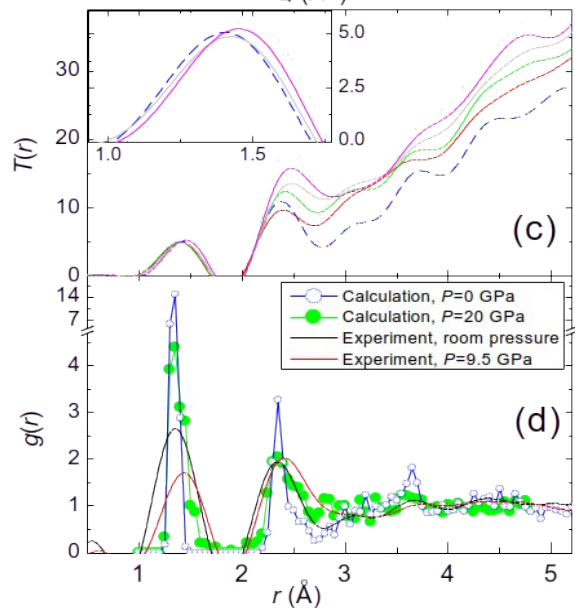 T(r)
30
20
10
0
5.0
2.5
0.0
1.0
1.5
(c)
14
7
Calculation, P=0 GPa
Calculation, P=20 GPa
Experiment, room pressure
Experiment, P=9.5 GPa
(d)
g(r)
4
3
2
1
0
1 2 3 4 5
r (Å)